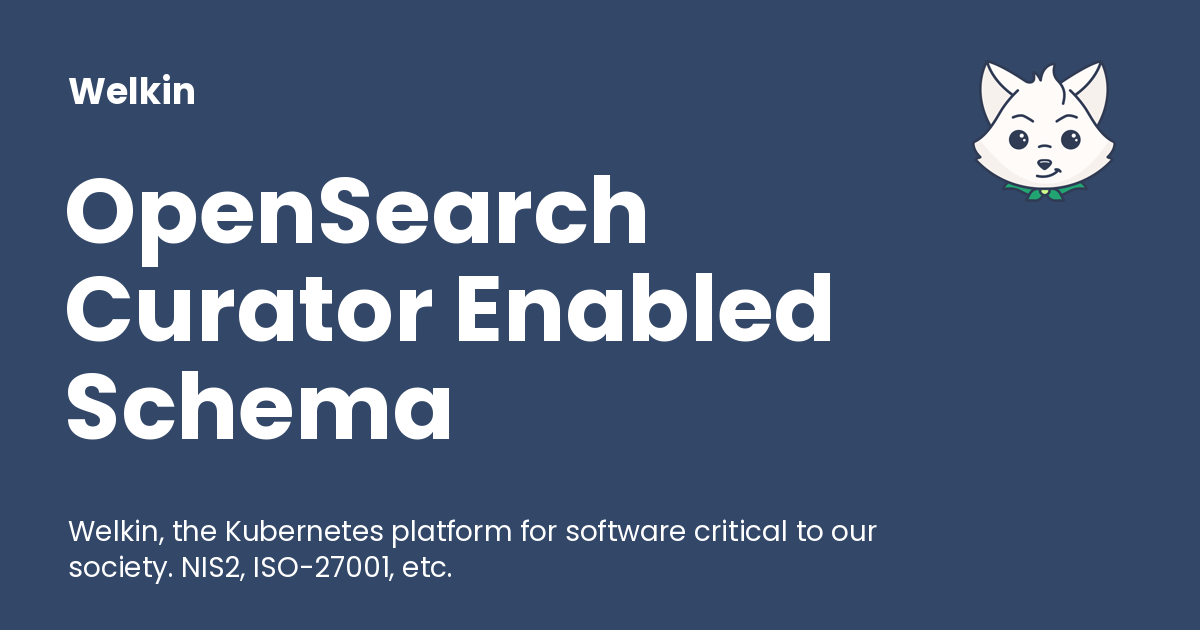 Welkin
OpenSearch
Curator Enabled
Schema
Welkin, the Kubernetes platform for software critical to our
society. NIS2, ISO-27001, etc.